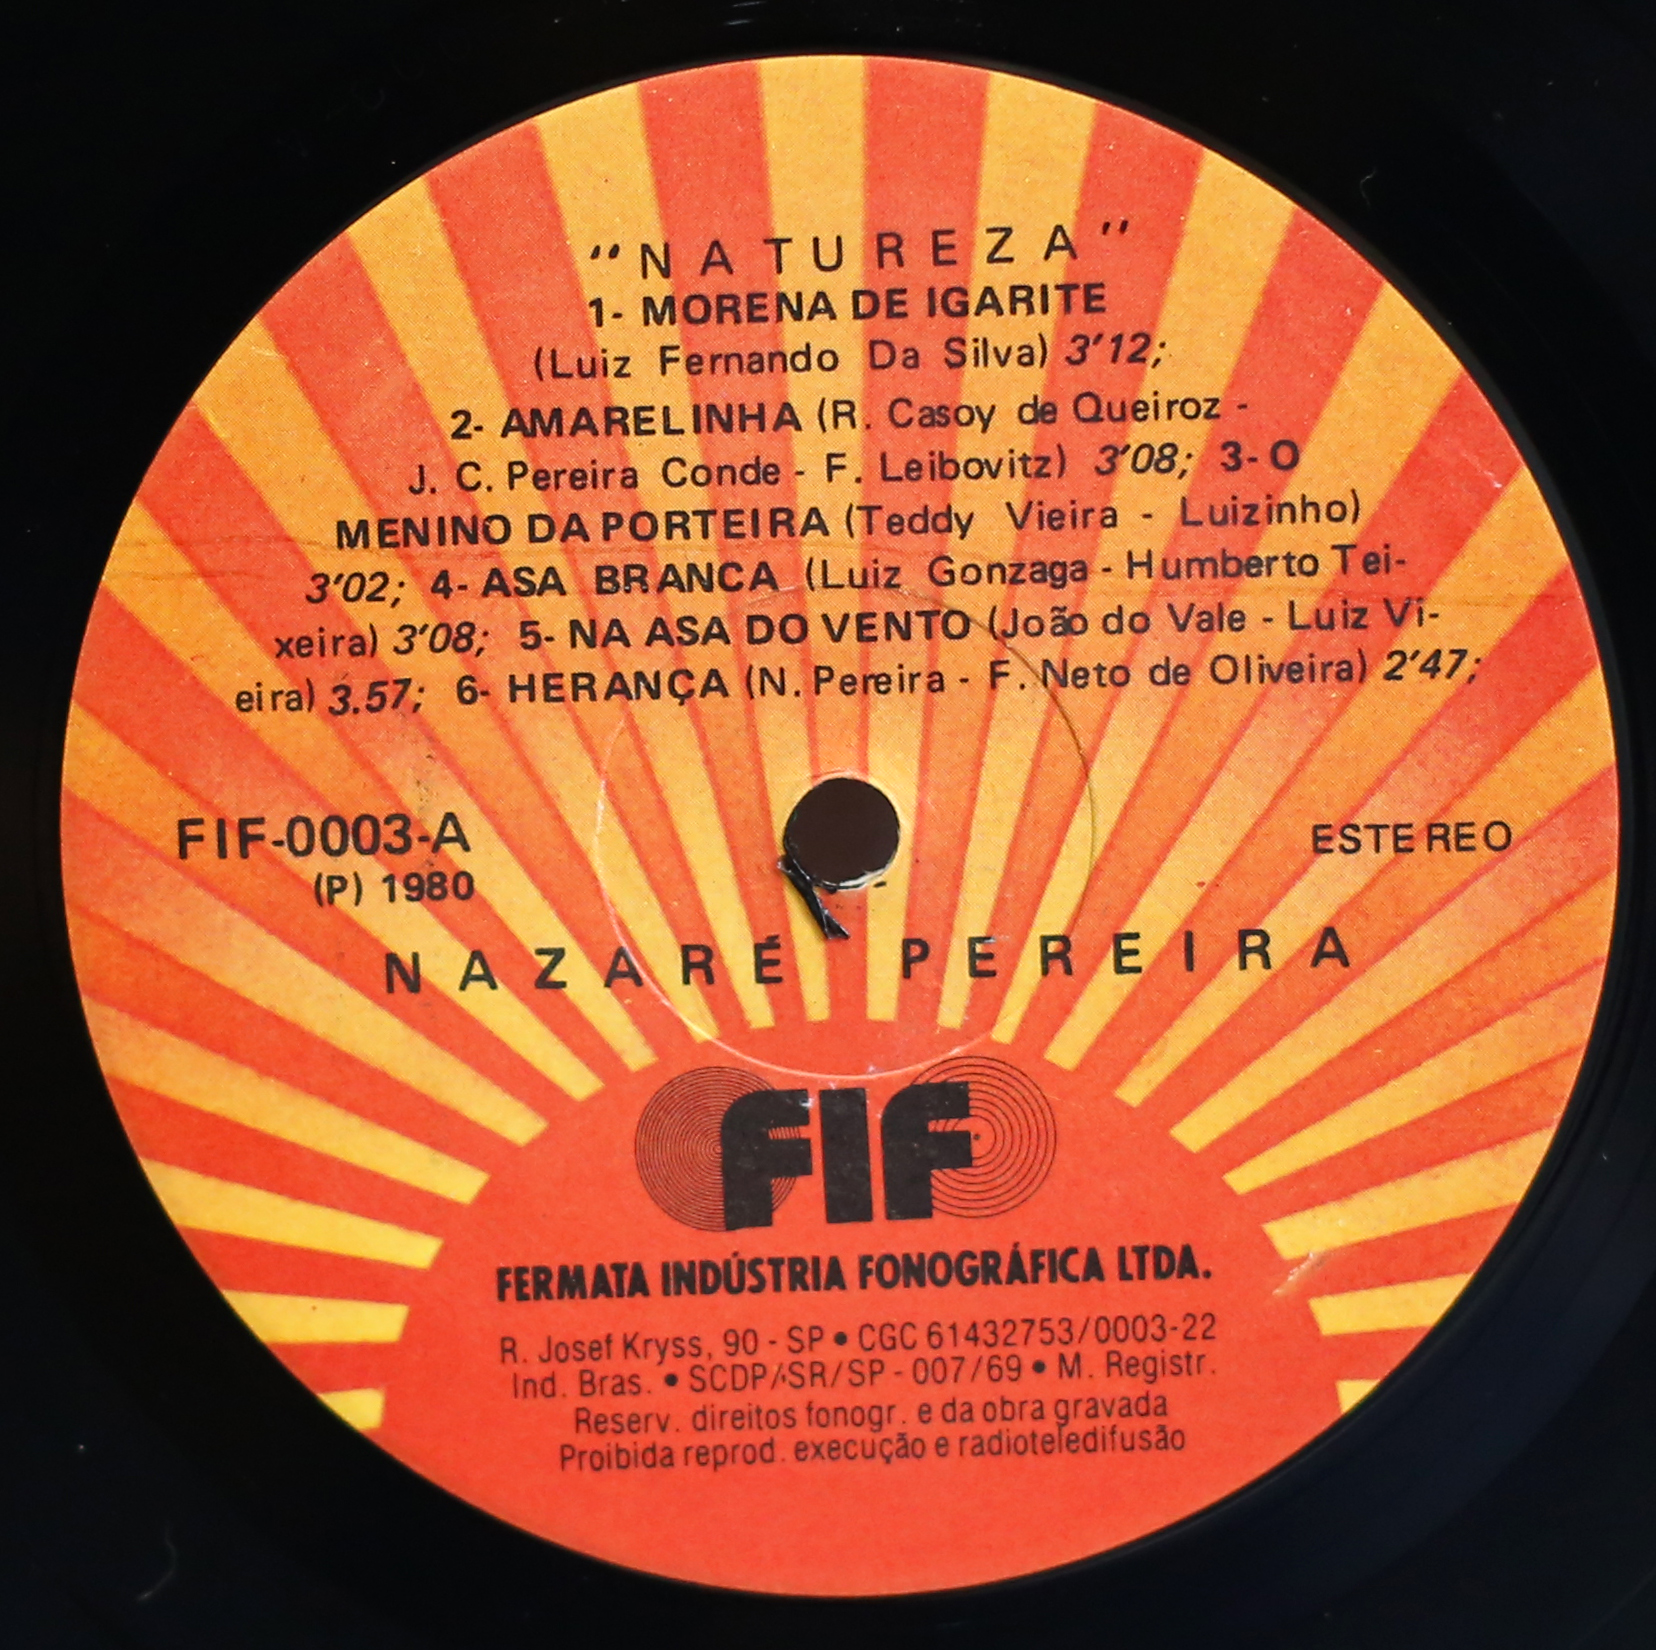 "NATUREZA"
1- MORENA DE IGARITE
(Luiz Fernando Da Silva) 3'12;
2- AMARELINHA (R. Casoy de Queiroz -
J. C. Pereira Conde - F. Leibovitz) 3'08; 3- O
MENINO DA PORTEIRA (Teddy Vieira - Luizinho)
3'02; 4- ASA BRANCA (Luiz Gonzaga - Humberto Tei-
xeira) 3'08; 5- NA ASA DO VENTO (João do Vale - Luiz Vi-
eira) 3.57; 6- HERANÇA (N. Pereira - F. Neto de Oliveira) 2'47;
FIF-0003-A
(P) 1980
ESTEREO
NAZARÉ PEREIRA
FIF
FERMATA INDÚSTRIA FONOGRÁFICA LTDA.
R. Josef Kryss, 90 - SP • CGC 61432753/0003-22
Ind. Bras. • SCDP/SR/SP - 007/69 • M. Registr.
Reserv. direitos fonogr. e da obra gravada
Proibida reprod. execução e radioteledifusão